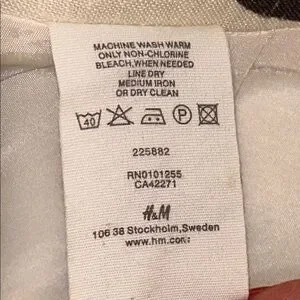 MACHINE WASH WARM
ONLY NON-CHLORINE
BLEACH, WHEN NEEDED
LINE DRY
MEDIUM IRON
OR DRY CLEAN
40 P
225882
RN0101255
CA42271
H&M
106 38 Stockholm, Sweden
www.hm.com